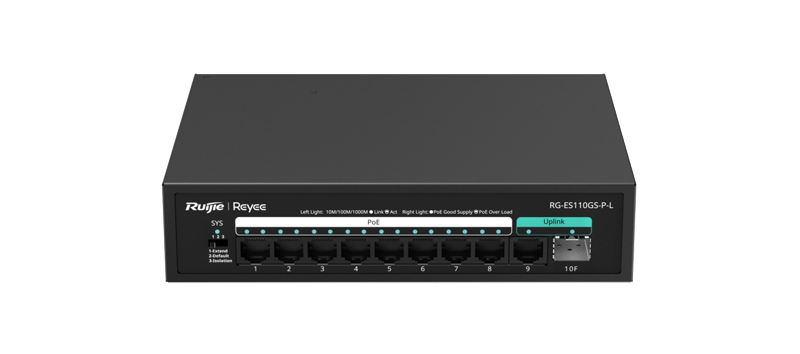 Ruijie | Reyee
RG-ES110GS-P-L
Left Light: 10M/100M/1000M Link Act Right Light: PoE Good Supply PoE Over Load
SYS
PoE
Uplink
1 2 3
1-Extend
2-Default
3-Isolation
1 2 3 4 5 6 7 8 9 10F